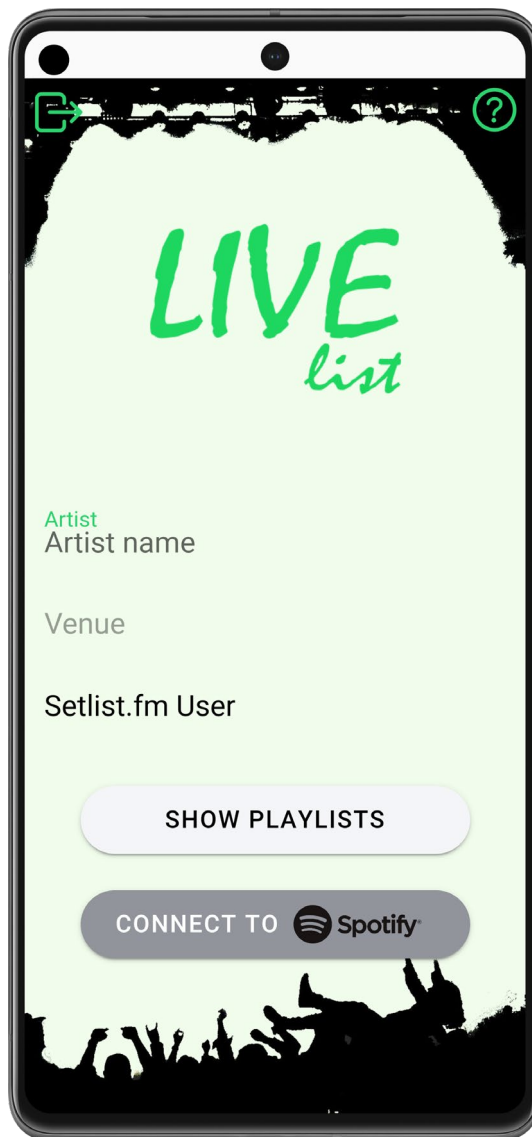 LIVE
list
Artist
Artist name
Venue
Setlist.fm User
SHOW PLAYLISTS
CONNECT TO Spotify